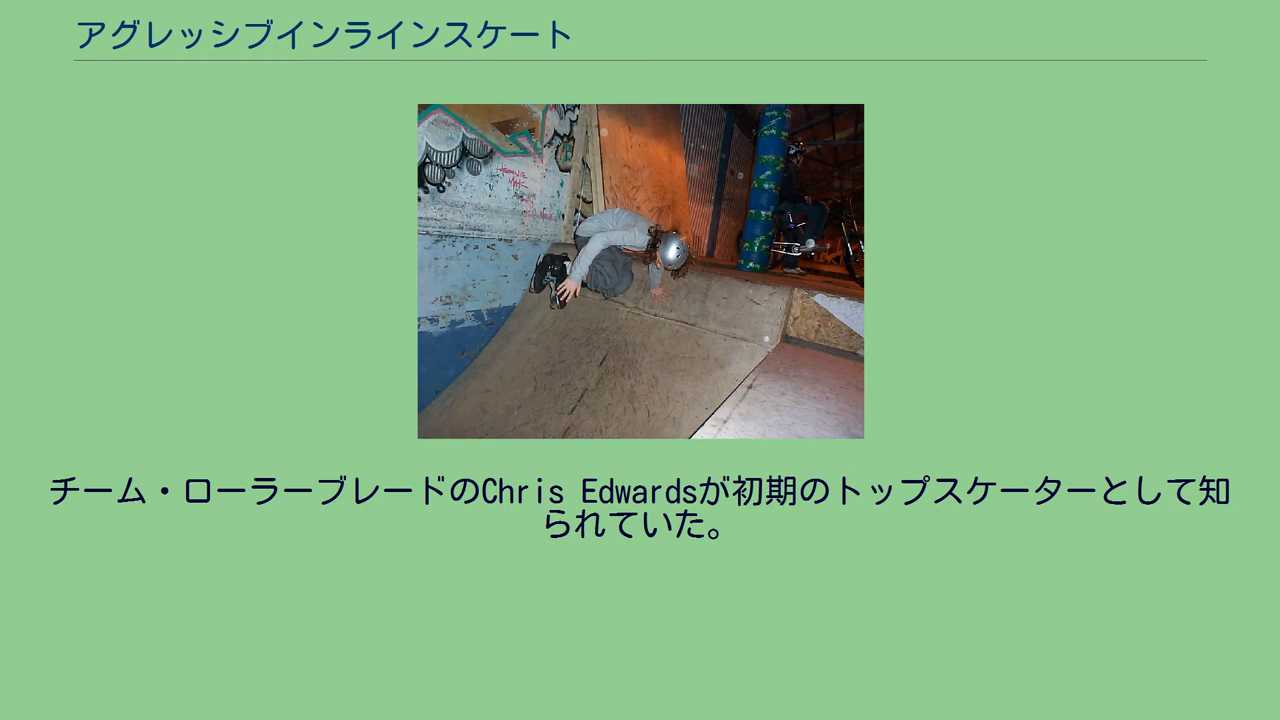 アグレッシブインラインスケート
チーム・ローラーブレードのChris Edwardsが初期のトップスケーターとして知
られていた。